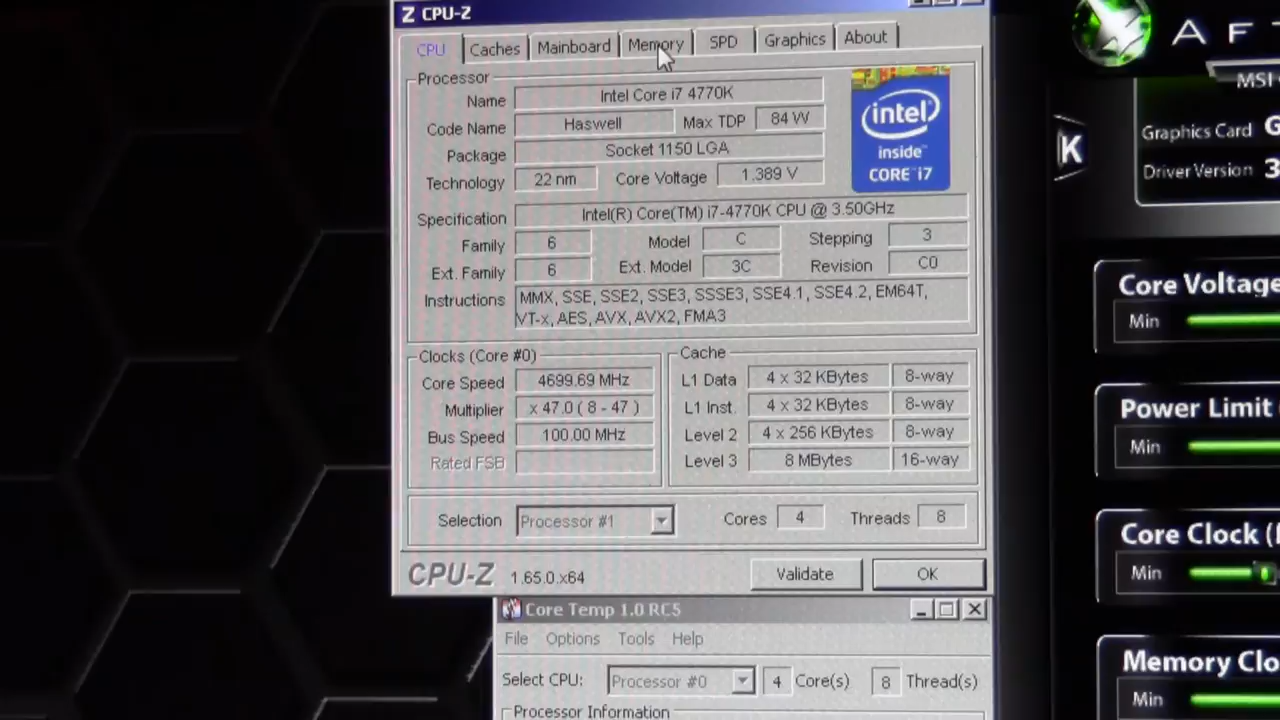 Z CPU-Z
CPU Caches Mainboard Memory SPD Graphics About
Processor
Name Intel Core i7 4770K
Code Name Haswell Max TDP 84 W
Package Socket 1150 LGA
Technology 22 nm Core Voltage 1.389 V
intel
inside™
CORE™i7
Specification Intel(R) Core(TM) i7-4770K CPU @ 3.50GHz
Family 6 Model C Stepping 3
Ext. Family 6 Ext. Model 3C Revision C0
Instructions MMX, SSE, SSE2, SSE3, SSSE3, SSE4.1, SSE4.2, EM64T,
VT-x, AES, AVX, AVX2, FMA3
Clocks (Core #0)
Core Speed 4699.69 MHz
Multiplier x 47.0 ( 8 - 47 )
Bus Speed 100.00 MHz
Rated FSB
Cache
L1 Data 4 x 32 KBytes 8-way
L1 Inst. 4 x 32 KBytes 8-way
Level 2 4 x 256 KBytes 8-way
Level 3 8 MBytes 16-way
Selection Processor #1 Cores 4 Threads 8
CPU-Z 1.65.0.x64 Validate OK
Core Temp 1.0 RC5
File Options Tools Help
Select CPU: Processor #0 4 Core(s) 8 Thread(s)
Processor Information
A F
MSI
K
Graphics Card G
Driver Version 3
Core Voltage
Min
Power Limit
Min
Core Clock (
Min
Memory Clo
Min